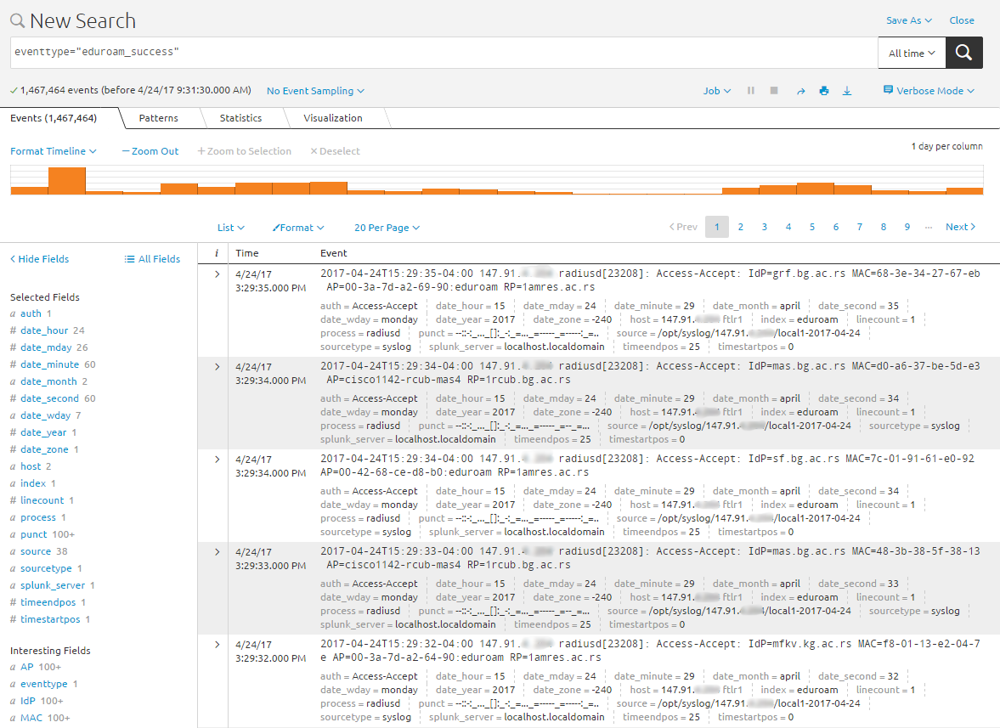 New Search
Save As
Close
eventtype="eduroam_success"
All time
1,467,464 events (before 4/24/17 9:31:30.000 AM)
No Event Sampling
Job
Verbose Mode
Events (1,467,464)
Patterns
Statistics
Visualization
Format Timeline
— Zoom Out
+ Zoom to Selection
× Deselect
1 day per column
List
Format
20 Per Page
< Prev
1
2
3
4
5
6
7
8
9
...
Next >
< Hide Fields
All Fields
i
Time
Event
Selected Fields
a auth 1
# date_hour 24
# date_mday 26
# date_minute 60
a date_month 2
# date_second 60
a date_wday 7
# date_year 1
# date_zone 1
a host 2
a index 1
# linecount 1
a process 1
a punct 100+
a source 38
a sourcetype 1
a splunk_server 1
# timeendpos 1
# timestartpos 1
Interesting Fields
a AP 100+
a eventtype 1
a IdP 100+
a MAC 100+
> 4/24/17
3:29:35.000 PM
2017-04-24T15:29:35-04:00 147.91. radiusd[23208]: Access-Accept: IdP=grf.bg.ac.rs MAC=68-3e-34-27-67-eb
AP=00-3a-7d-a2-69-90:eduroam RP=1amres.ac.rs
auth = Access-Accept date_hour = 15 date_mday = 24 date_minute = 29 date_month = april date_second = 35
date_wday = monday date_year = 2017 date_zone = -240 host = 147.91. ftlr1 index = eduroam linecount = 1
process = radiusd punct = --::-:_..._[]:_-:_=..._=-----_=-----:_=.. source = /opt/syslog/147.91. /local1-2017-04-24
sourcetype = syslog splunk_server = localhost.localdomain timeendpos = 25 timestartpos = 0
> 4/24/17
3:29:34.000 PM
2017-04-24T15:29:34-04:00 147.91. radiusd[23208]: Access-Accept: IdP=mas.bg.ac.rs MAC=d0-a6-37-be-5d-e3
AP=cisco1142-rcub-mas4 RP=1rcub.bg.ac.rs
auth = Access-Accept date_hour = 15 date_mday = 24 date_minute = 29 date_month = april date_second = 34
date_wday = monday date_year = 2017 date_zone = -240 host = 147.91. ftlr1 index = eduroam linecount = 1
process = radiusd punct = --::-:_..._[]:_-:_=..._=-----_=--_=... source = /opt/syslog/147.91. /local1-2017-04-24 sourcetype = syslog
splunk_server = localhost.localdomain timeendpos = 25 timestartpos = 0
> 4/24/17
3:29:34.000 PM
2017-04-24T15:29:34-04:00 147.91. radiusd[23208]: Access-Accept: IdP=sf.bg.ac.rs MAC=7c-01-91-61-e0-92
AP=00-42-68-ce-d8-b0:eduroam RP=1amres.ac.rs
auth = Access-Accept date_hour = 15 date_mday = 24 date_minute = 29 date_month = april date_second = 34
date_wday = monday date_year = 2017 date_zone = -240 host = 147.91. ftlr1 index = eduroam linecount = 1
process = radiusd punct = --::-:_..._[]:_-:_=..._=-----_=-----:_=.. source = /opt/syslog/147.91. /local1-2017-04-24
sourcetype = syslog splunk_server = localhost.localdomain timeendpos = 25 timestartpos = 0
> 4/24/17
3:29:33.000 PM
2017-04-24T15:29:33-04:00 147.91. radiusd[23208]: Access-Accept: IdP=mas.bg.ac.rs MAC=48-3b-38-5f-38-13
AP=cisco1142-rcub-mas4 RP=1rcub.bg.ac.rs
auth = Access-Accept date_hour = 15 date_mday = 24 date_minute = 29 date_month = april date_second = 33
date_wday = monday date_year = 2017 date_zone = -240 host = 147.91. ftlr1 index = eduroam linecount = 1
process = radiusd punct = --::-:_..._[]:_-:_=..._=-----_=--_=... source = /opt/syslog/147.91. /local1-2017-04-24 sourcetype = syslog
splunk_server = localhost.localdomain timeendpos = 25 timestartpos = 0
> 4/24/17
3:29:32.000 PM
2017-04-24T15:29:32-04:00 147.91. radiusd[23208]: Access-Accept: IdP=mfkv.kg.ac.rs MAC=f8-01-13-e2-04-7
e AP=00-3a-7d-a2-64-90:eduroam RP=1amres.ac.rs
auth = Access-Accept date_hour = 15 date_mday = 24 date_minute = 29 date_month = april date_second = 32
date_wday = monday date_year = 2017 date_zone = -240 host = 147.91. ftlr1 index = eduroam linecount = 1
process = radiusd punct = --::-:_..._[]:_-:_=..._=-----_=-----:_=.. source = /opt/syslog/147.91. /local1-2017-04-24
sourcetype = syslog splunk_server = localhost.localdomain timeendpos = 25 timestartpos = 0